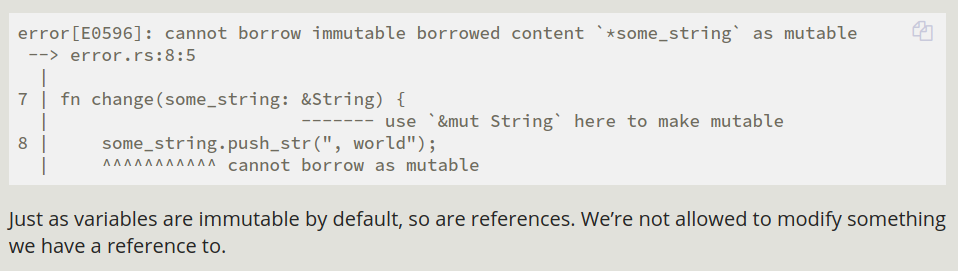 error[E0596]: cannot borrow immutable borrowed content `*some_string` as mutable
 --> error.rs:8:5
  |
7 | fn change(some_string: &String) {
  |                        ------- use `&mut String` here to make mutable
8 |     some_string.push_str(", world");
  |     ^^^^^^^^^^^ cannot borrow as mutable
Just as variables are immutable by default, so are references. We’re not allowed to modify something
we have a reference to.